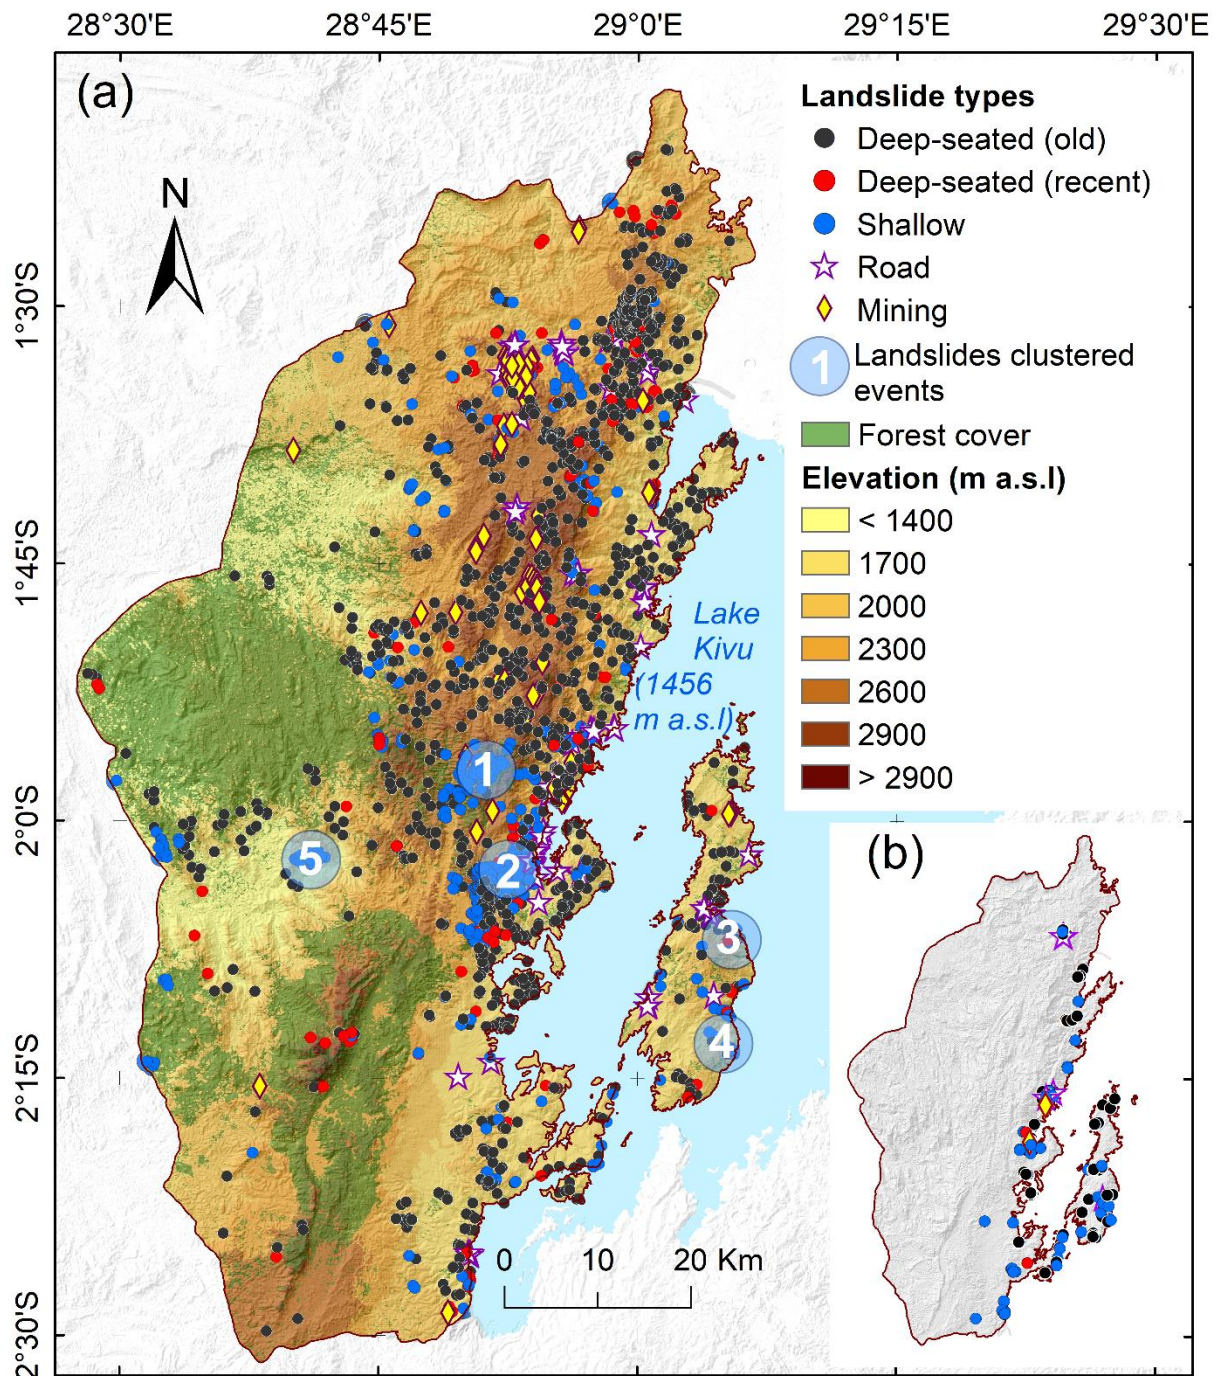 28°30'E 28°45'E 29°0'E 29°15'E 29°30'E
(a)
N
Landslide types
Deep-seated (old)
Deep-seated (recent)
Shallow
Road
Mining
1 Landslides clustered
events
Forest cover
Elevation (m a.s.l)
< 1400
1700
2000
2300
2600
2900
> 2900
1°30'S
1°45'S
2°0'S
2°15'S
2°30'S
Lake
Kivu
(1456
m a.s.l)
1
2
3
4
5
(b)
0 10 20 Km